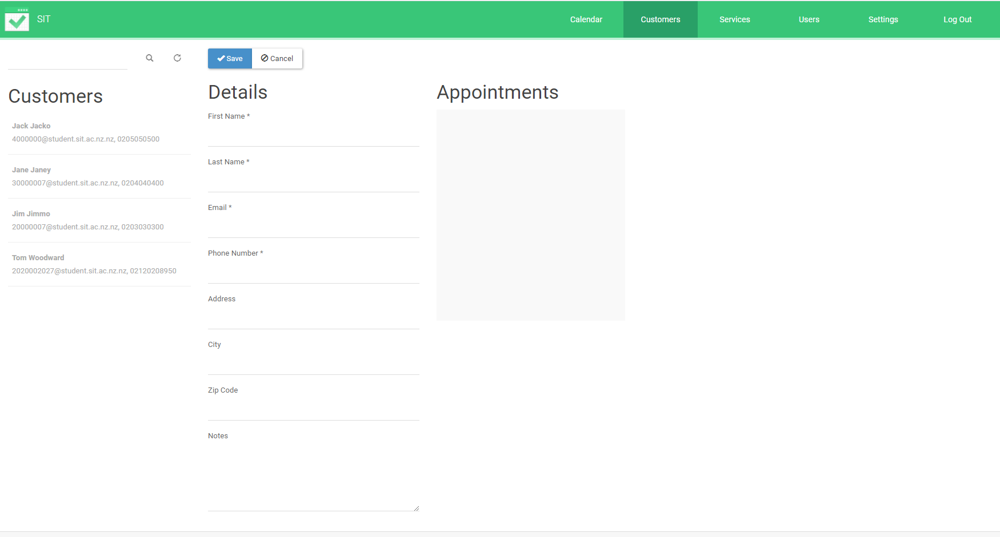 SIT
Calendar
Customers
Services
Users
Settings
Log Out
Save
Cancel
Customers
Jack Jacko
4000000@student.sit.ac.nz.nz, 0205050500
Jane Janey
30000007@student.sit.ac.nz.nz, 0204040400
Jim Jimmo
20000007@student.sit.ac.nz.nz, 0203030300
Tom Woodward
2020002027@student.sit.ac.nz.nz, 02120208950
Details
First Name *
Last Name *
Email *
Phone Number *
Address
City
Zip Code
Notes
Appointments